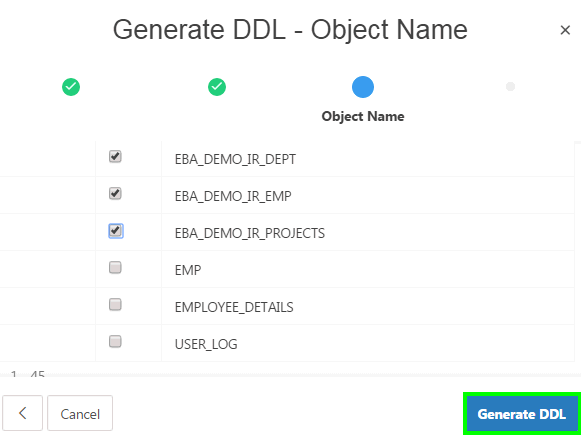 Generate DDL - Object Name
Object Name
EBA_DEMO_IR_DEPT
EBA_DEMO_IR_EMP
EBA_DEMO_IR_PROJECTS
EMP
EMPLOYEE_DETAILS
USER_LOG
1 - 45
Cancel
Generate DDL